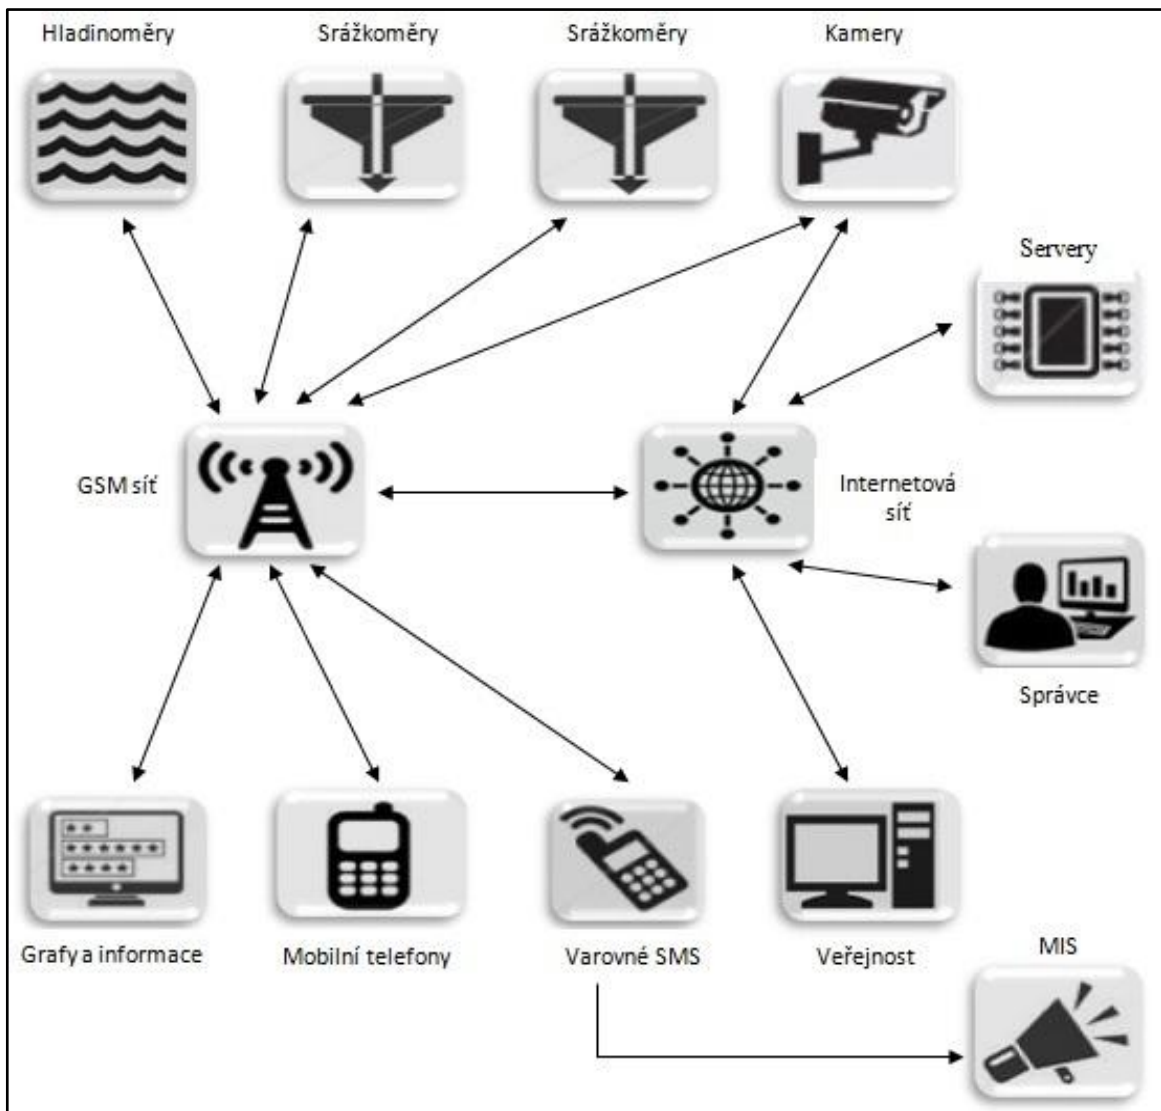 Hladinoměry
Srážkoměry
Srážkoměry
Kamery
Servery
GSM síť
Internetová
síť
Správce
Grafy a informace
Mobilní telefony
Varovné SMS
Veřejnost
MIS